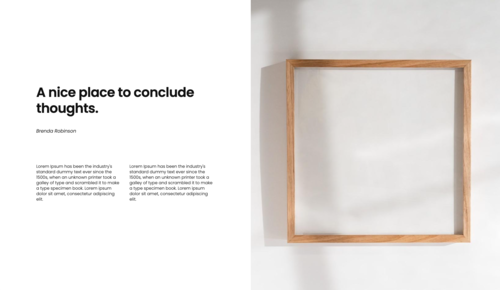 A nice place to conclude
thoughts.
Brenda Robinson
Lorem Ipsum has been the industry's
standard dummy text ever since the
1500s, when an unknown printer took a
galley of type and scrambled it to make
a type specimen book. Lorem ipsum
dolor sit amet, consectetur adipiscing
elit.
Lorem Ipsum has been the industry's
standard dummy text ever since the
1500s, when an unknown printer took a
galley of type and scrambled it to make
a type specimen book. Lorem ipsum
dolor sit amet, consectetur adipiscing
elit.